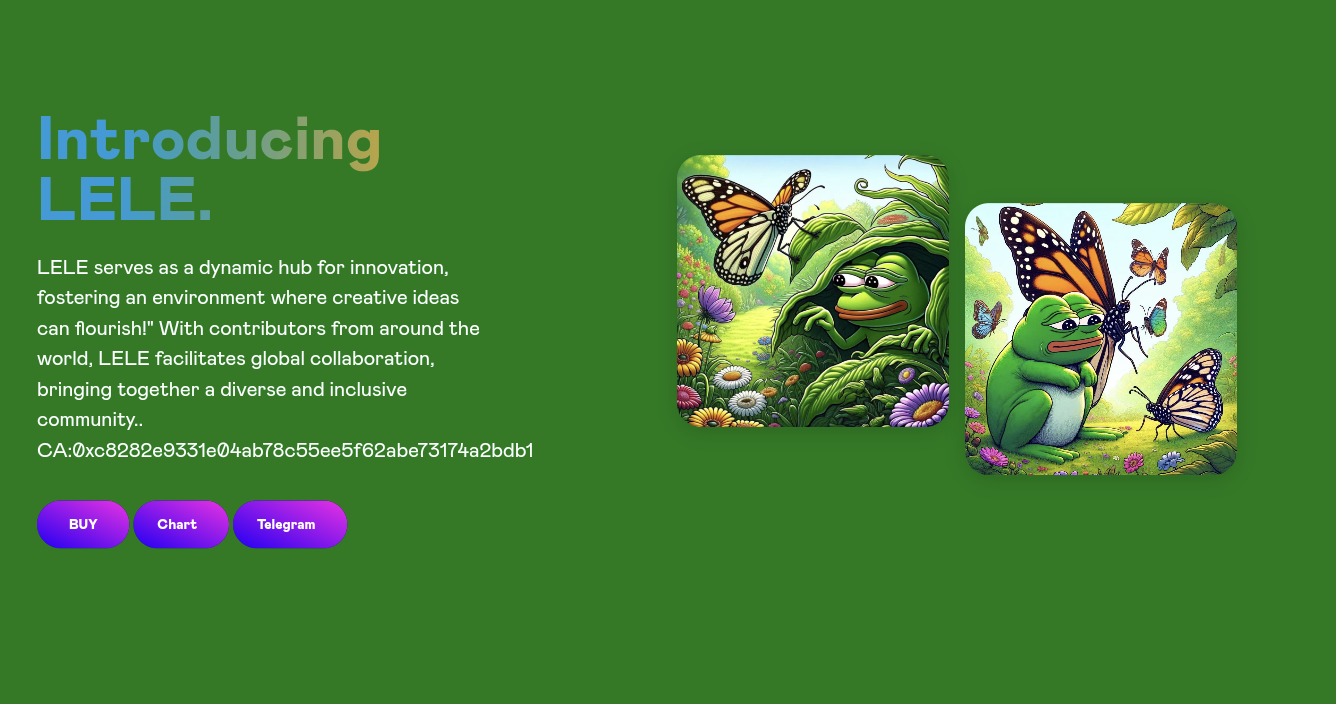 Introducing
LELE.
LELE serves as a dynamic hub for innovation,
fostering an environment where creative ideas
can flourish!" With contributors from around the
world, LELE facilitates global collaboration,
bringing together a diverse and inclusive
community..
CA:0xc8282e9331e04ab78c55ee5f62abe73174a2bdb1
BUY Chart Telegram